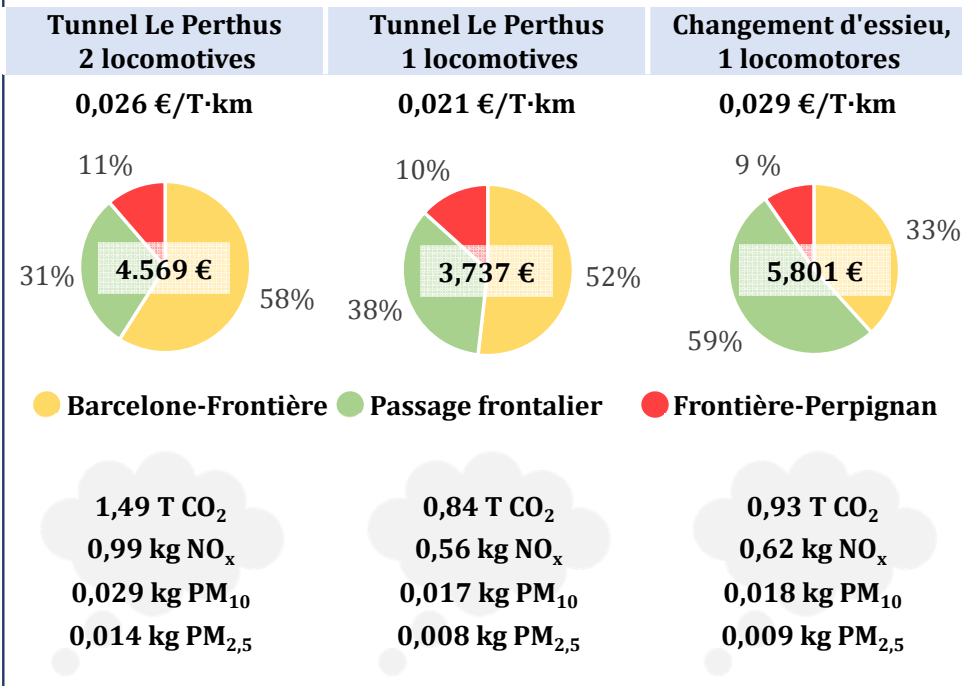 Tunnel Le Perthus
2 locomotives
Tunnel Le Perthus
1 locomotives
Changement d'essieu,
1 locomotores
0,026 €/T·km
0,021 €/T·km
0,029 €/T·km
11%
31%
4.569 €
58%
10%
38%
3,737 €
52%
9 %
33%
5,801 €
59%
Barcelone-Frontière
Passage frontalier
Frontière-Perpignan
1,49 T CO₂
0,99 kg NOₓ
0,029 kg PM₁₀
0,014 kg PM₂,₅
0,84 T CO₂
0,56 kg NOₓ
0,017 kg PM₁₀
0,008 kg PM₂,₅
0,93 T CO₂
0,62 kg NOₓ
0,018 kg PM₁₀
0,009 kg PM₂,₅